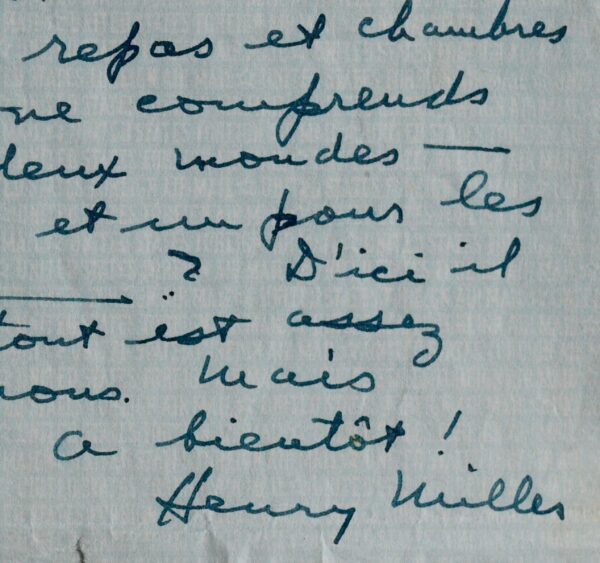 repas et chambres
ne comprends
deux mondes —
et un pour les
——— ? D'ici il
tout est assez
nous. Mais
a bientôt !
Henry Miller